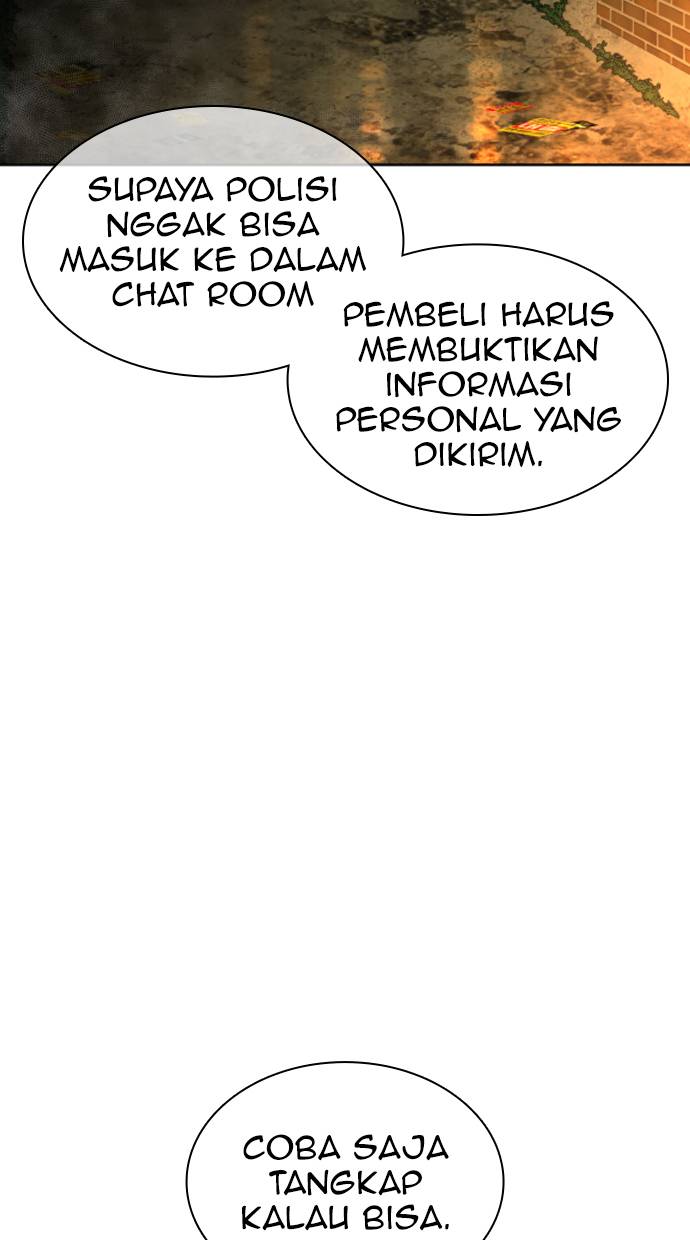 SUPAYA POLISI
NGGAK BISA
MASUK KE DALAM
CHAT ROOM
PEMBELI HARUS
MEMBUKTIKAN
INFORMASI
PERSONAL YANG
DIKIRIM.
COBA SAJA
TANGKAP
KALAU BISA.